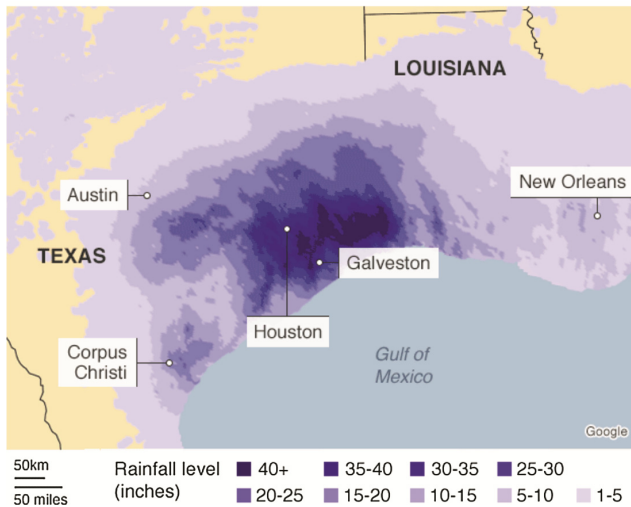 LOUISIANA
Austin
New Orleans
TEXAS
Galveston
Houston
Corpus
Christi
Gulf of
Mexico
Google
50km
50 miles
Rainfall level
(inches)
40+ 35-40 30-35 25-30
20-25 15-20 10-15 5-10 1-5